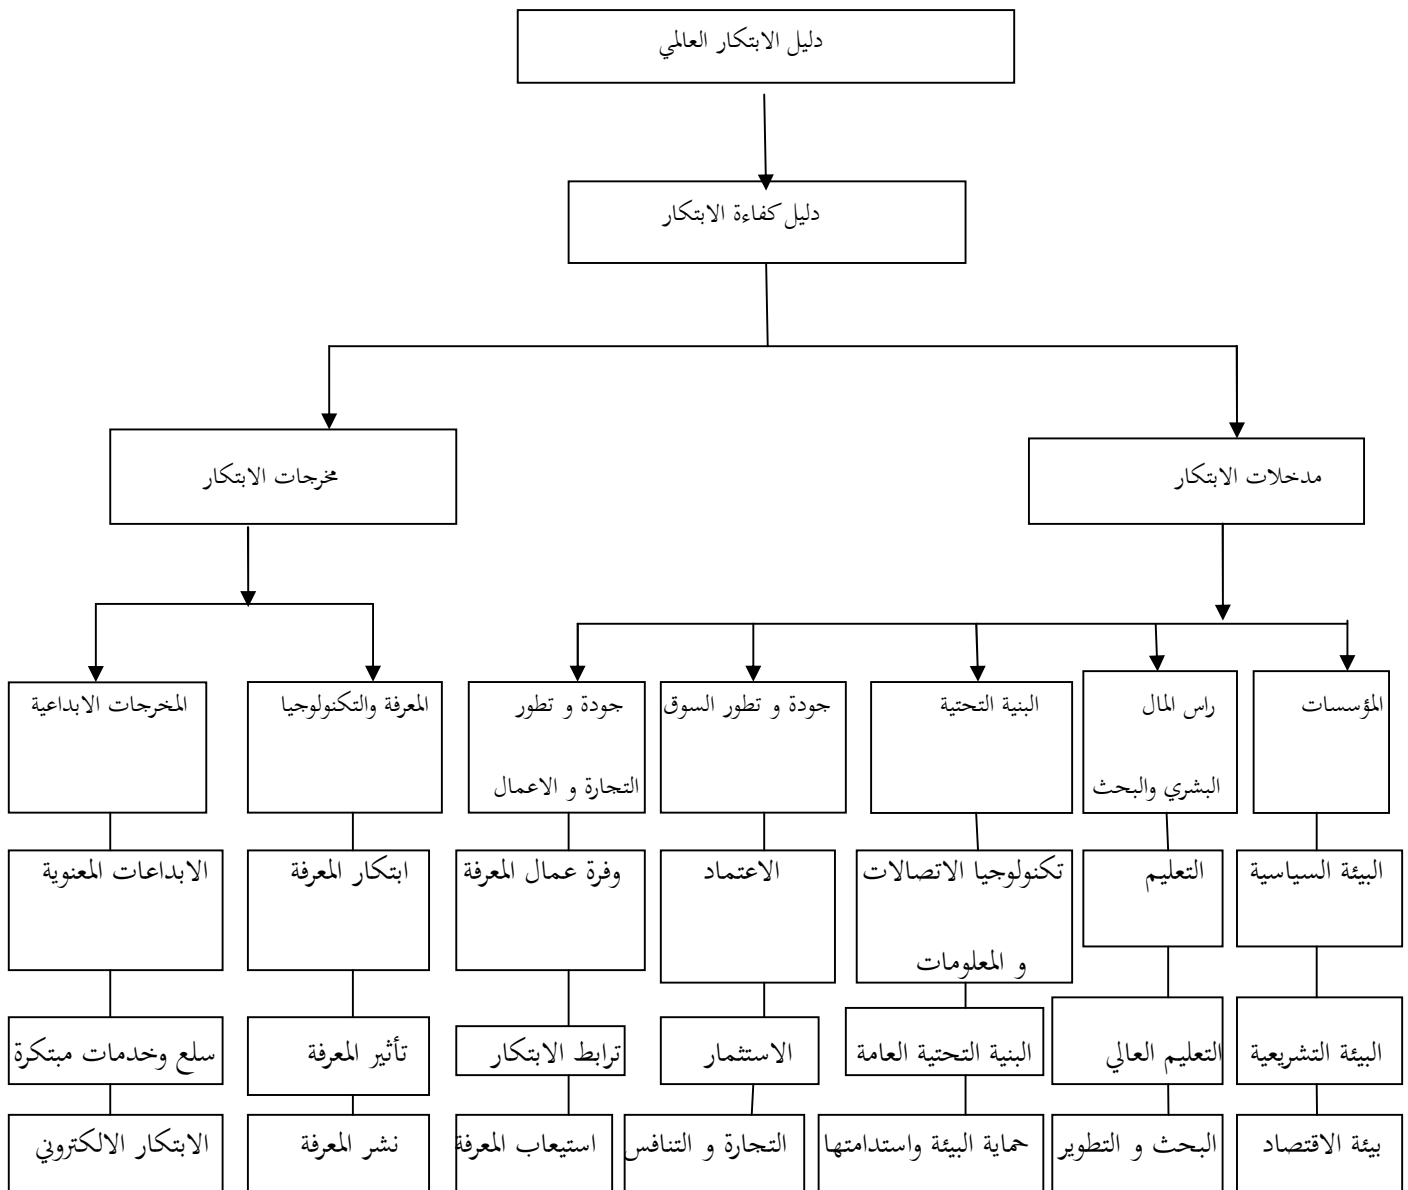 دليل الابتكار العالمي
دليل كفاءة الابتكار
مدخلات الابتكار
مخرجات الابتكار
المؤسسات
راس المال
البشري والبحث
البنية التحتية
جودة و تطور السوق
جودة و تطور
التجارة و الاعمال
المعرفة والتكنولوجيا
المخرجات الابداعية
البيئة السياسية
التعليم
تكنولوجيا الاتصالات
و المعلومات
الاعتماد
وفرة عمال المعرفة
ابتكار المعرفة
الابداعات المعنوية
البيئة التشريعية
التعليم العالي
البنية التحتية العامة
الاستثمار
ترابط الابتكار
تأثير المعرفة
سلع وخدمات مبتكرة
بيئة الاقتصاد
البحث و التطوير
حماية البيئة واستدامتها
التجارة و التنافس
استيعاب المعرفة
نشر المعرفة
الابتكار الالكتروني